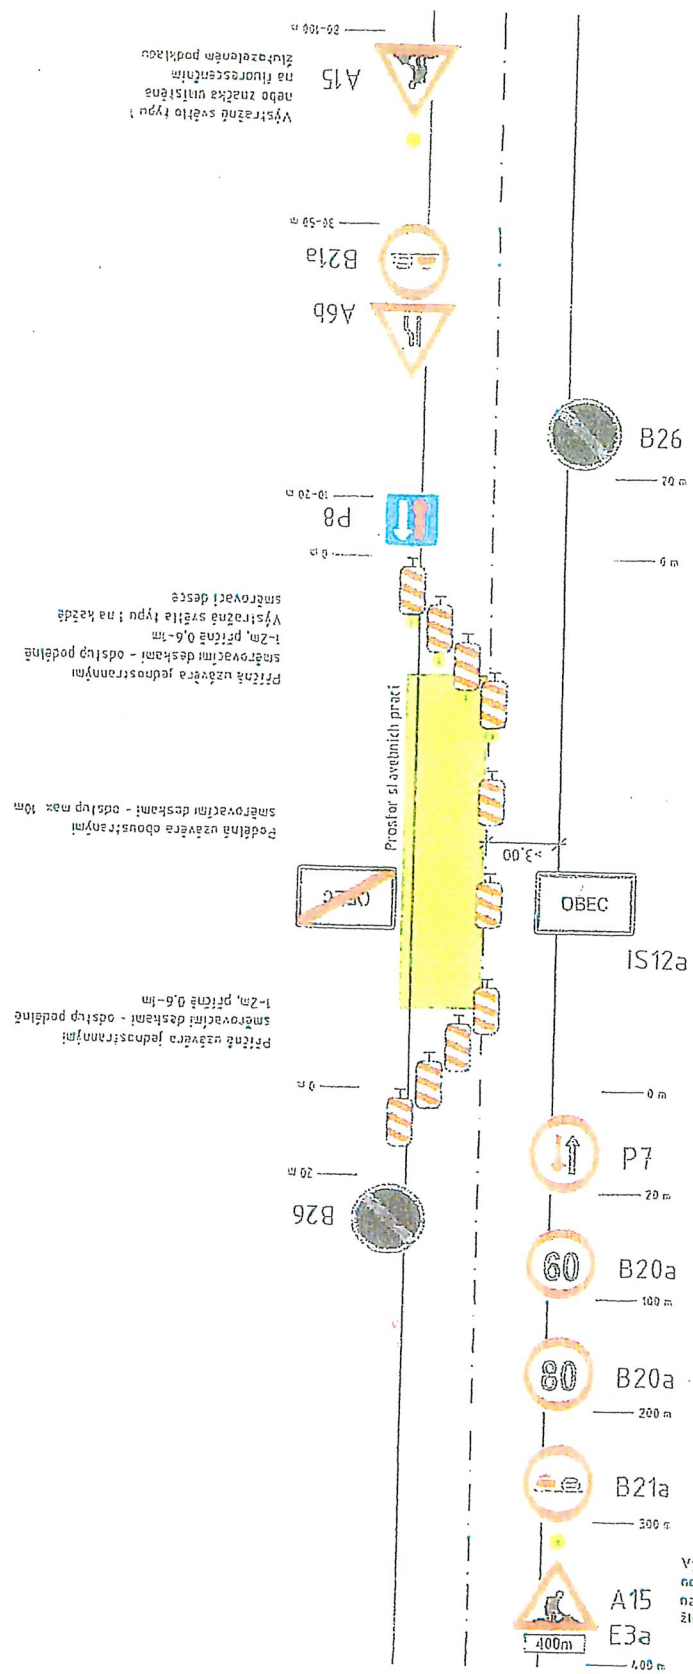 80-100 m
A15
Výstražné světlo typu 1
nebo značka umístěná
na fluorescenčním
žlutozeleném podkladu
30-50 m
B21a
A6b
B26
20 m
10-20 m
P8
0 m
0 m
Příčná uzávěra jednostrannými
směrovacími deskami - odstup podélně
1-2m, příčně 0,6-1m
Výstražná světla typu 1 na každé
směrovací desce
Prostor stavebních prací
Podélná uzávěra oboustranými
směrovacími deskami - odstup max. 10m
>3,00
OBEC
OBEC
IS12a
Příčná uzávěra jednostrannými
směrovacími deskami - odstup podélně
1-2m, příčně 0,6-1m
0 m
0 m
P7
20 m
20 m
B26
60
B20a
100 m
80
B20a
200 m
B21a
300 m
A15
E3a
400m
400 m